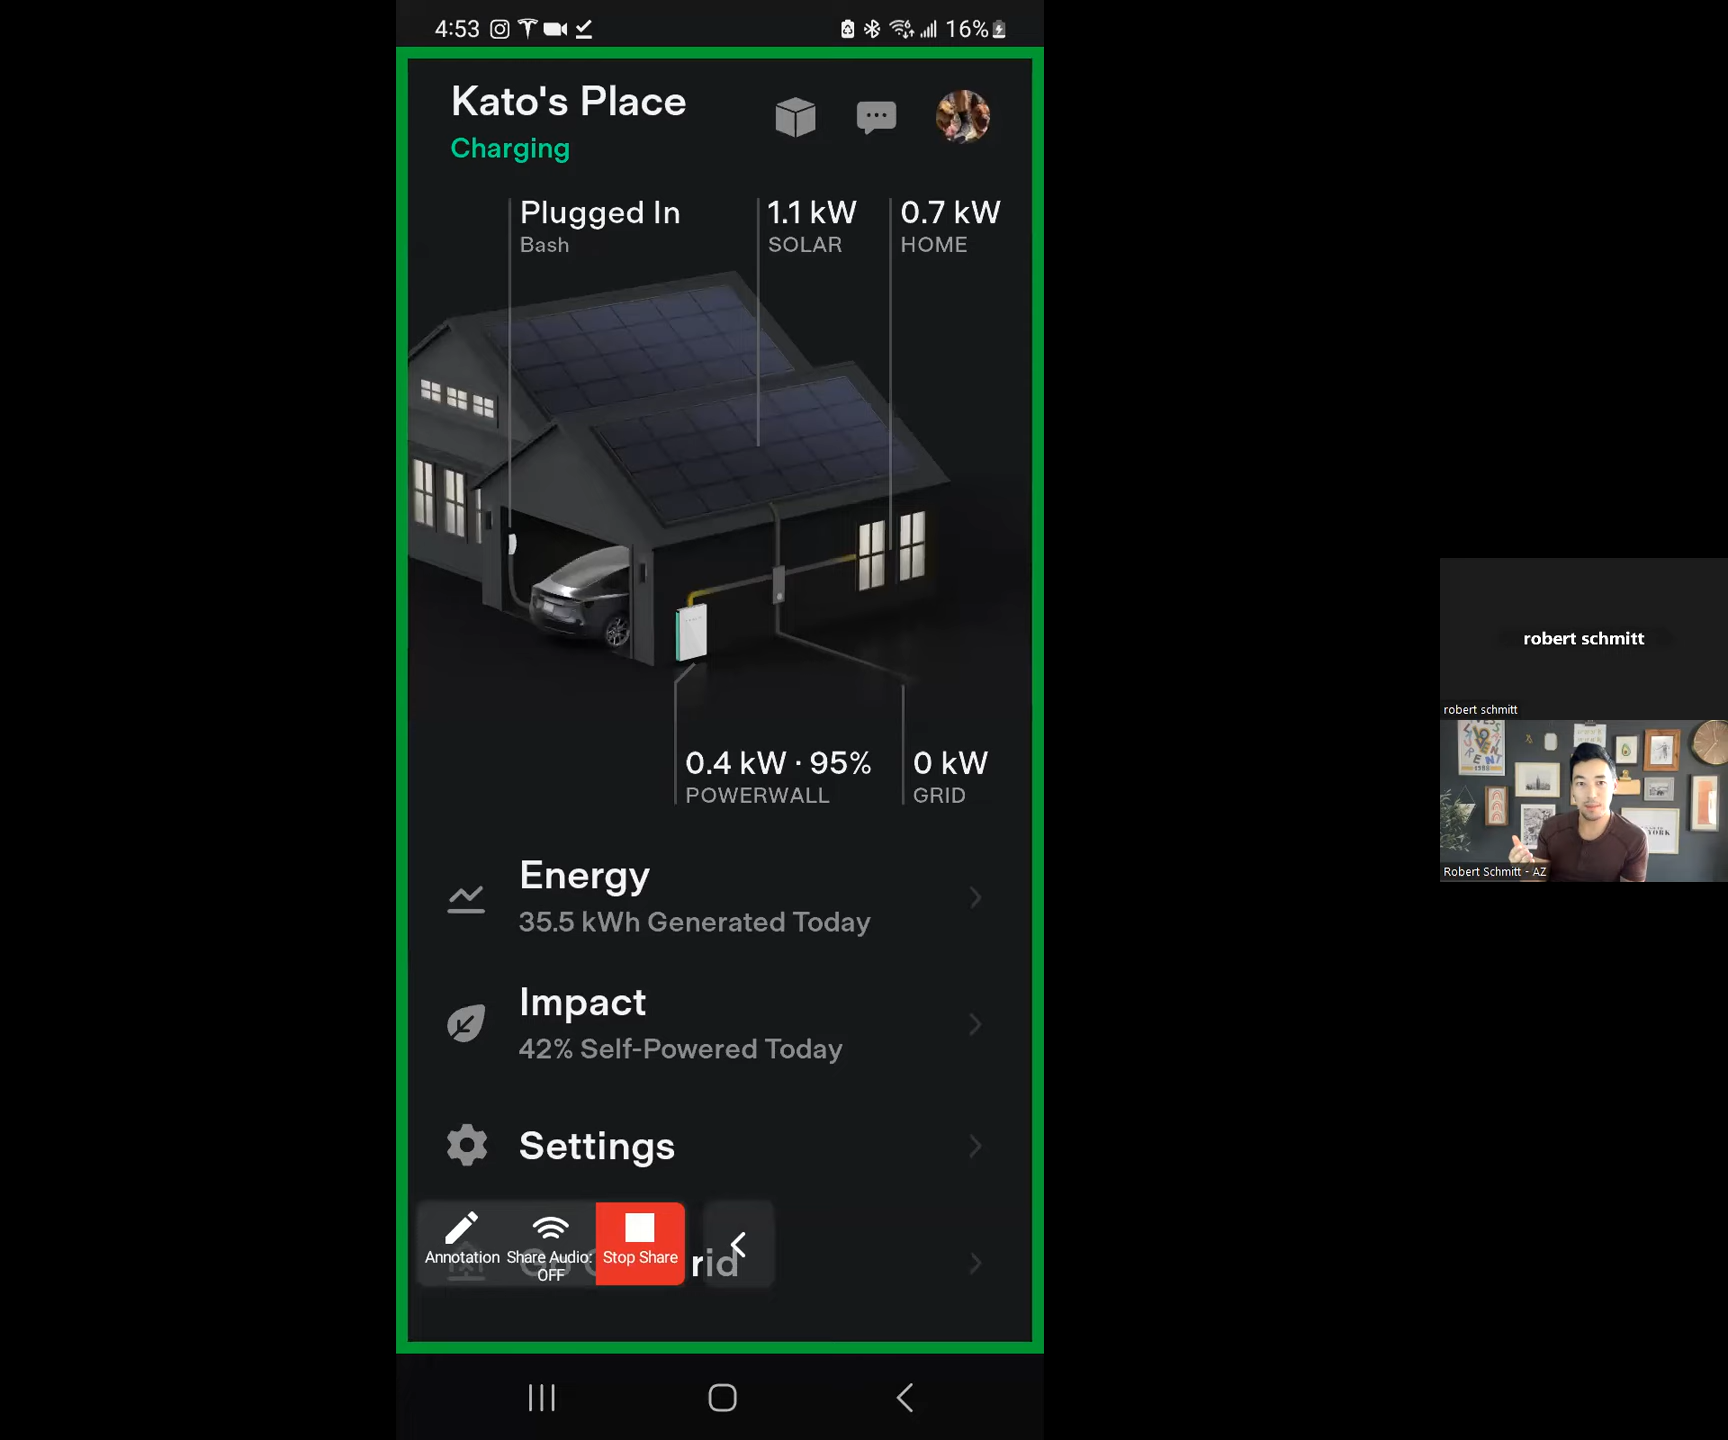 4:53
16%
Kato's Place
Charging
Plugged In
Bash
1.1 kW
SOLAR
0.7 kW
HOME
0.4 kW · 95%
POWERWALL
0 kW
GRID
Energy
35.5 kWh Generated Today
Impact
42% Self-Powered Today
Settings
Annotation
Share Audio:
OFF
Stop Share
rid
robert schmitt
robert schmitt
Robert Schmitt - AZ